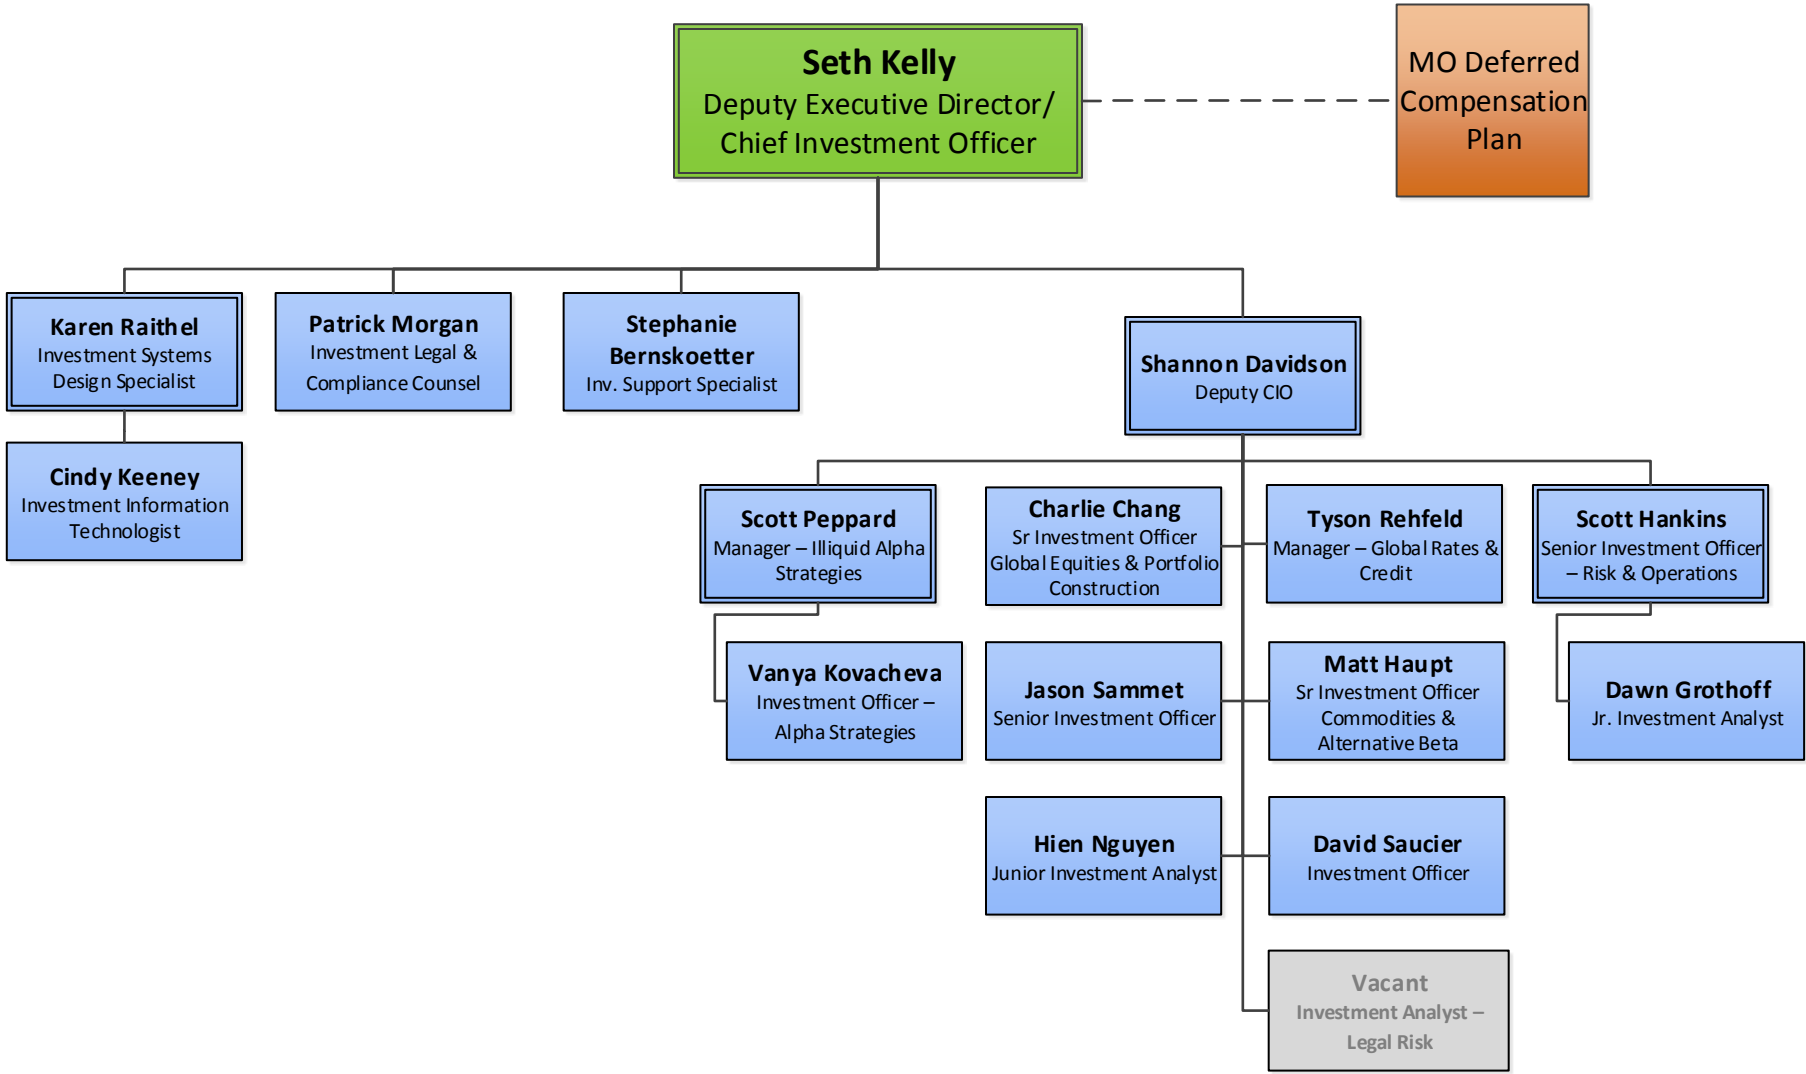 Seth Kelly
Deputy Executive Director/
Chief Investment Officer
MO Deferred
Compensation
Plan
Karen Raithel
Investment Systems
Design Specialist
Patrick Morgan
Investment Legal &
Compliance Counsel
Stephanie
Bernskoetter
Inv. Support Specialist
Shannon Davidson
Deputy CIO
Cindy Keeney
Investment Information
Technologist
Scott Peppard
Manager – Illiquid Alpha
Strategies
Charlie Chang
Sr Investment Officer
Global Equities & Portfolio
Construction
Tyson Rehfeld
Manager – Global Rates &
Credit
Scott Hankins
Senior Investment Officer
– Risk & Operations
Vanya Kovacheva
Investment Officer –
Alpha Strategies
Jason Sammet
Senior Investment Officer
Matt Haupt
Sr Investment Officer
Commodities &
Alternative Beta
Dawn Grothoff
Jr. Investment Analyst
Hien Nguyen
Junior Investment Analyst
David Saucier
Investment Officer
Vacant
Investment Analyst –
Legal Risk